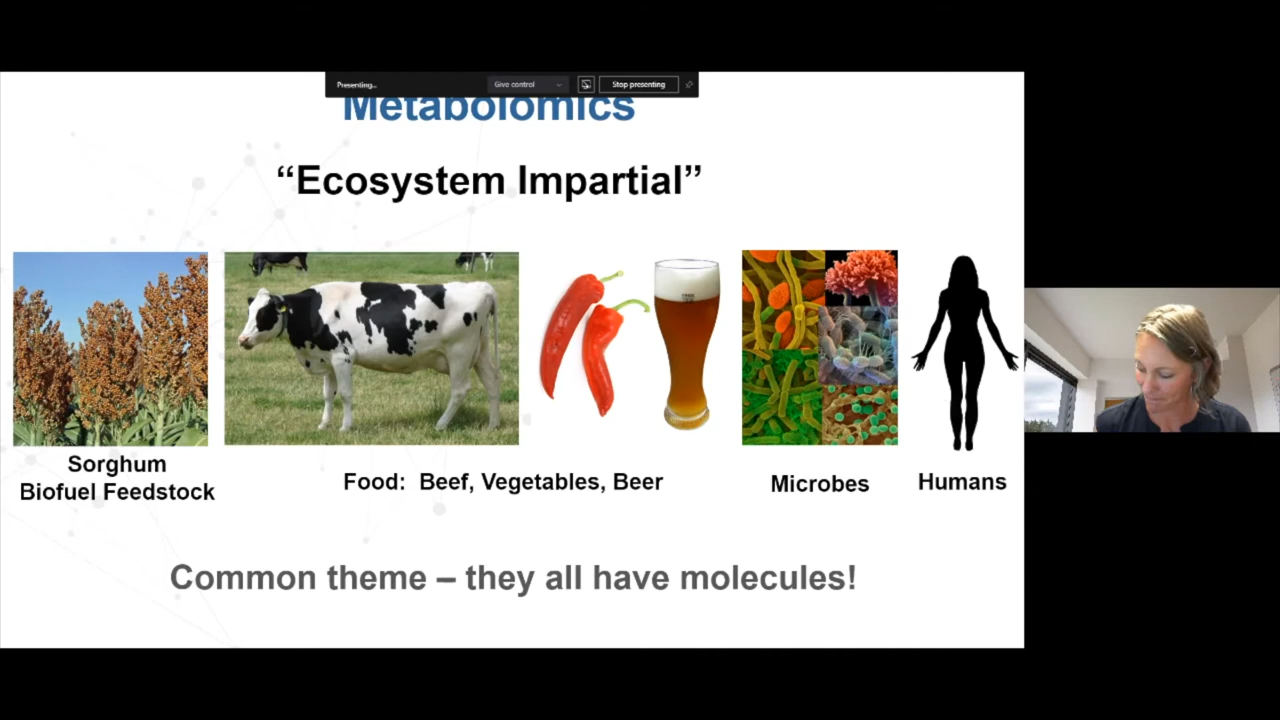 Presenting...
Give control
Stop presenting
Metabolomics
“Ecosystem Impartial”
Sorghum
Biofuel Feedstock
Food:  Beef, Vegetables, Beer
Microbes
Humans
Common theme – they all have molecules!